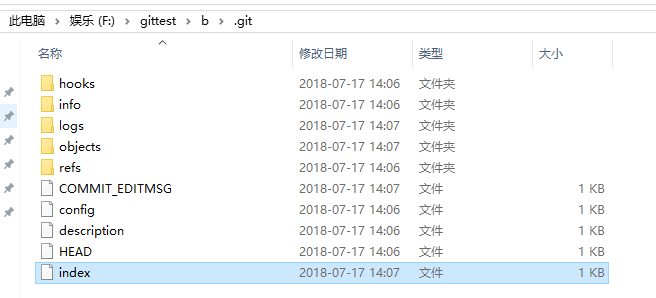 此电脑 › 娱乐 (F:) › gittest › b › .git
名称 修改日期 类型 大小
hooks 2018-07-17 14:06 文件夹
info 2018-07-17 14:06 文件夹
logs 2018-07-17 14:07 文件夹
objects 2018-07-17 14:07 文件夹
refs 2018-07-17 14:06 文件夹
COMMIT_EDITMSG 2018-07-17 14:07 文件 1 KB
config 2018-07-17 14:06 文件 1 KB
description 2018-07-17 14:06 文件 1 KB
HEAD 2018-07-17 14:06 文件 1 KB
index 2018-07-17 14:07 文件 1 KB